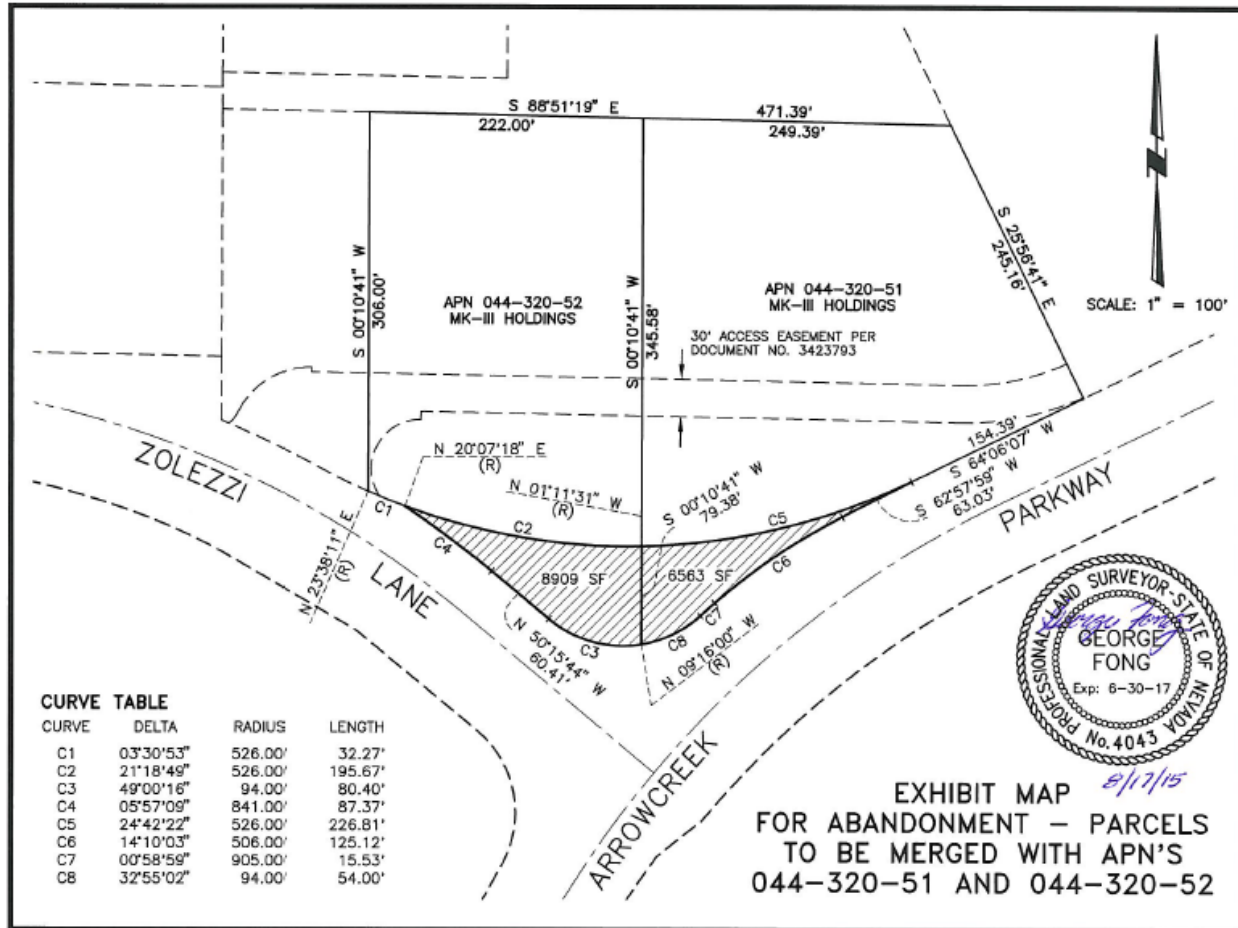 S 88°51'19" E
471.39'
222.00'
249.39'
S 00°10'41" W
306.00'
APN 044-320-52
MK-III HOLDINGS
S 00°10'41" W
345.58'
APN 044-320-51
MK-III HOLDINGS
S 25°56'41" E
245.16'
N
SCALE: 1" = 100'
30' ACCESS EASEMENT PER
DOCUMENT NO. 3423793
ZOLEZZI
LANE
N 20°07'18" E
(R)
N 01°11'31" W
(R)
S 00°10'41" W
79.38'
154.39'
S 64°06'07" W
S 62°57'59" W
63.03'
PARKWAY
C1
C2
C5
C4
C6
8909 SF
6563 SF
C7
C3
C8
N 23°38'11" E
(R)
N 50°15'44" W
60.41'
N 09°16'00" W
(R)
ARROWCREEK
CURVE TABLE
CURVE DELTA RADIUS LENGTH
C1 03°30'53" 526.00' 32.27'
C2 21°18'49" 526.00' 195.67'
C3 49°00'16" 94.00' 80.40'
C4 05°57'09" 841.00' 87.37'
C5 24°42'22" 526.00' 226.81'
C6 14°10'03" 506.00' 125.12'
C7 00°58'59" 905.00' 15.53'
C8 32°55'02" 94.00' 54.00'
PROFESSIONAL LAND SURVEYOR-STATE OF NEVADA
George Fong
GEORGE
FONG
Exp: 6-30-17
No. 4043
8/17/15
EXHIBIT MAP
FOR ABANDONMENT – PARCELS
TO BE MERGED WITH APN'S
044-320-51 AND 044-320-52